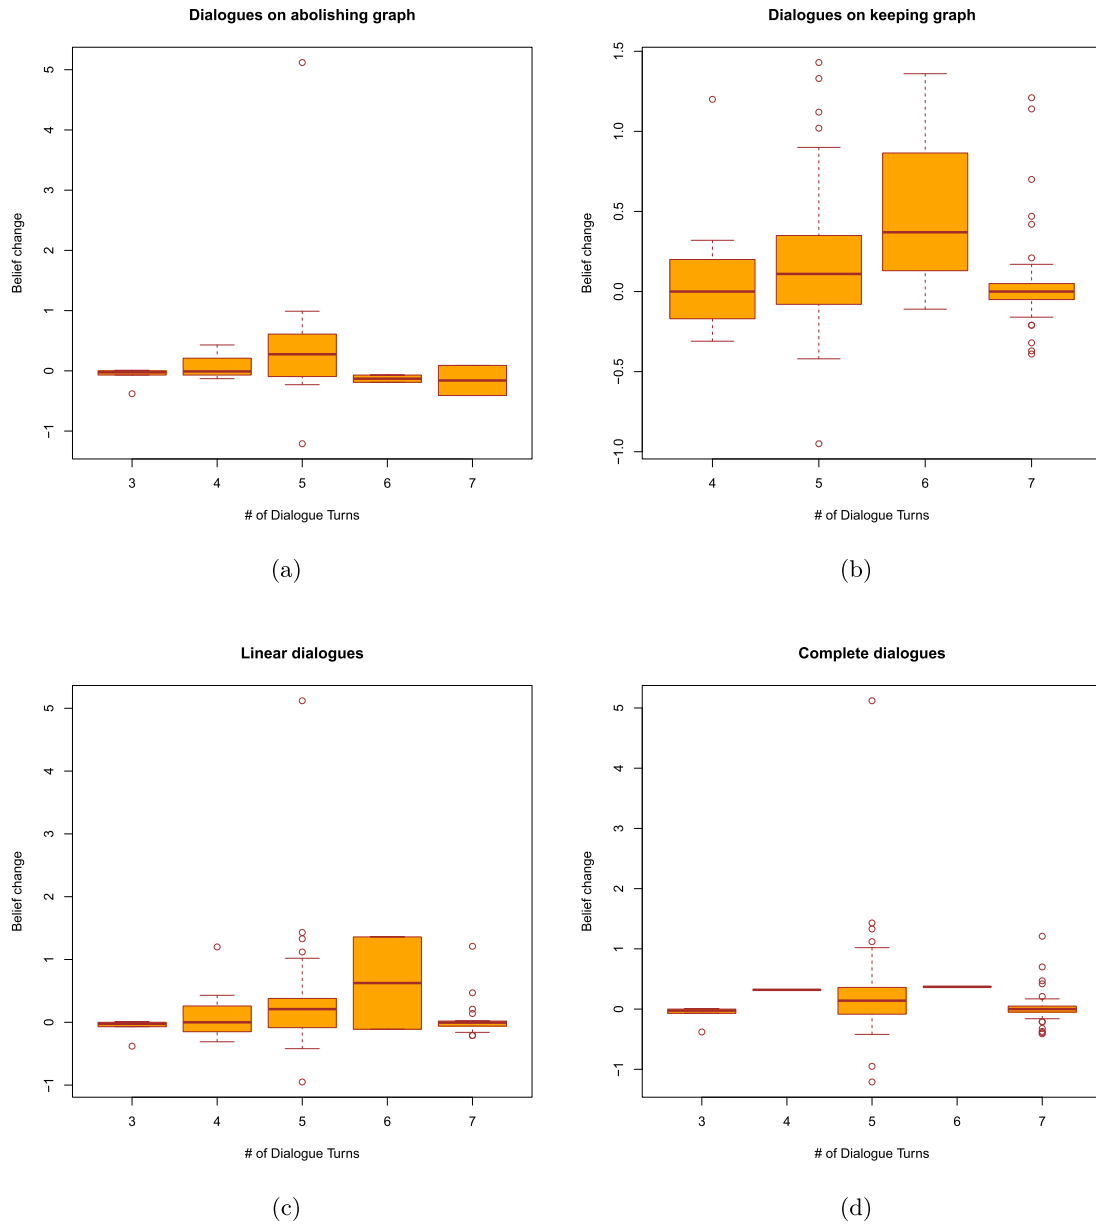 Dialogues on abolishing graph
5
4
3
2
1
0
−1
Belief change
3 4 5 6 7
# of Dialogue Turns
(a)
Dialogues on keeping graph
1.5
1.0
0.5
0.0
−0.5
−1.0
Belief change
4 5 6 7
# of Dialogue Turns
(b)
Linear dialogues
5
4
3
2
1
0
−1
Belief change
3 4 5 6 7
# of Dialogue Turns
(c)
Complete dialogues
5
4
3
2
1
0
−1
Belief change
3 4 5 6 7
# of Dialogue Turns
(d)